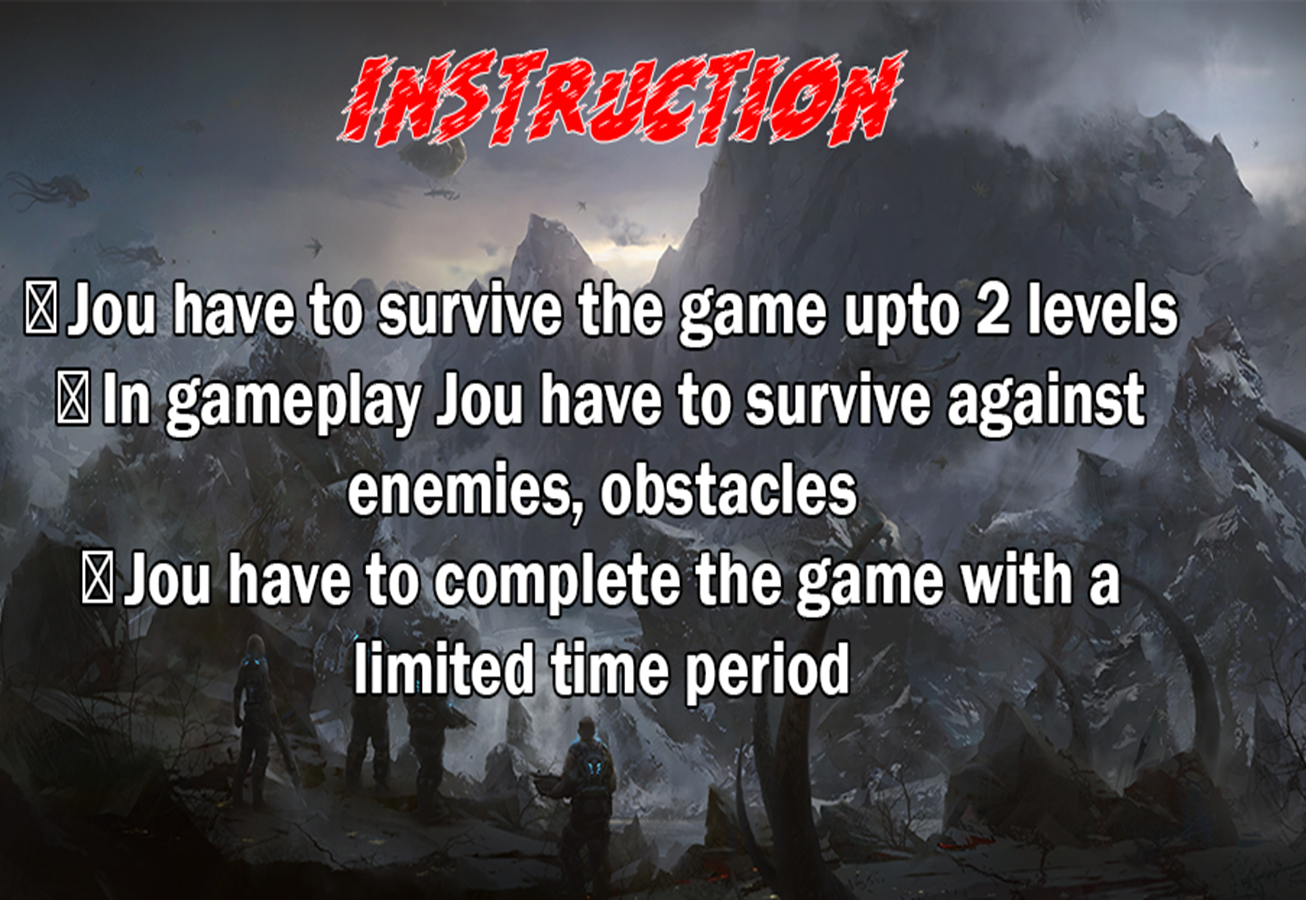 INSTRUCTION
Jou have to survive the game upto 2 levels
In gameplay Jou have to survive against
enemies, obstacles
Jou have to complete the game with a
limited time period